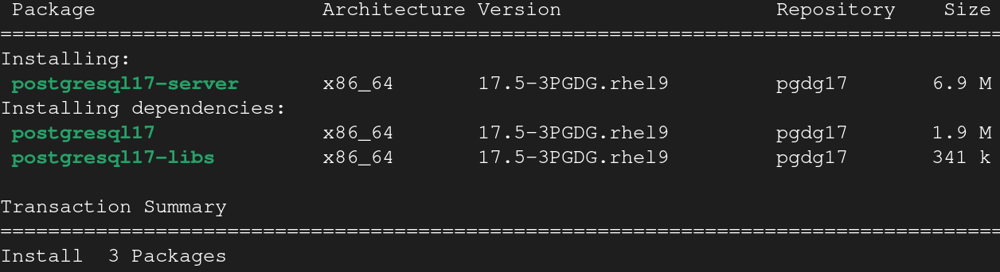 Package Architecture Version Repository Size
================================================================================
Installing:
postgresql17-server x86_64 17.5-3PGDG.rhel9 pgdg17 6.9 M
Installing dependencies:
postgresql17 x86_64 17.5-3PGDG.rhel9 pgdg17 1.9 M
postgresql17-libs x86_64 17.5-3PGDG.rhel9 pgdg17 341 k
Transaction Summary
================================================================================
Install 3 Packages